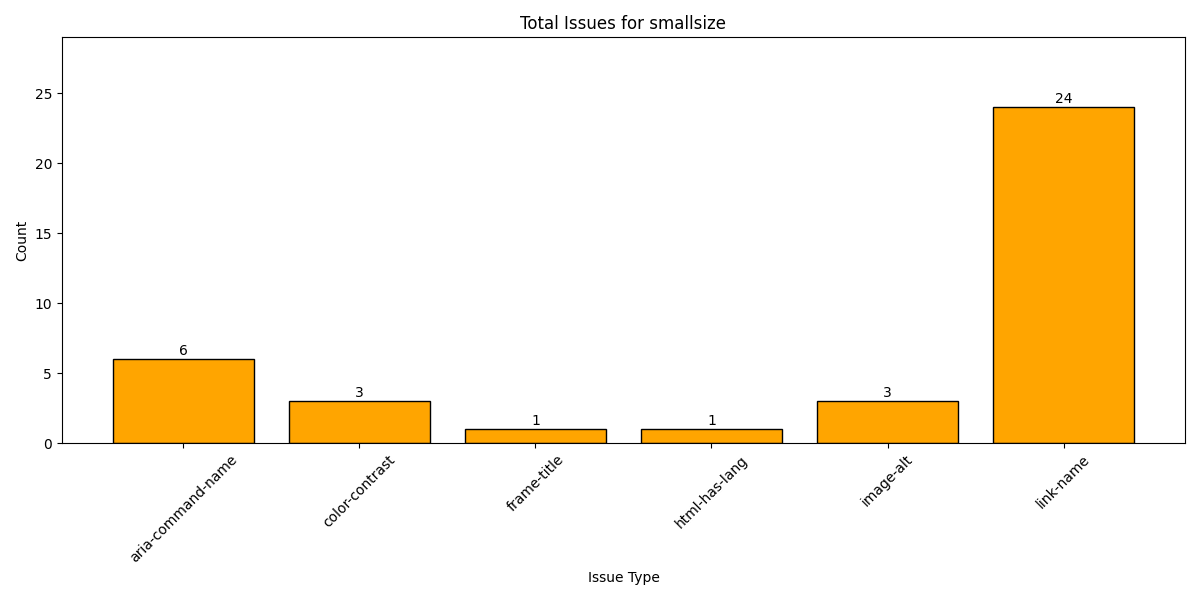 Total Issues for smallsize
Count
25
20
15
10
5
0
6
3
1
1
3
24
aria-command-name
color-contrast
frame-title
html-has-lang
image-alt
link-name
Issue Type